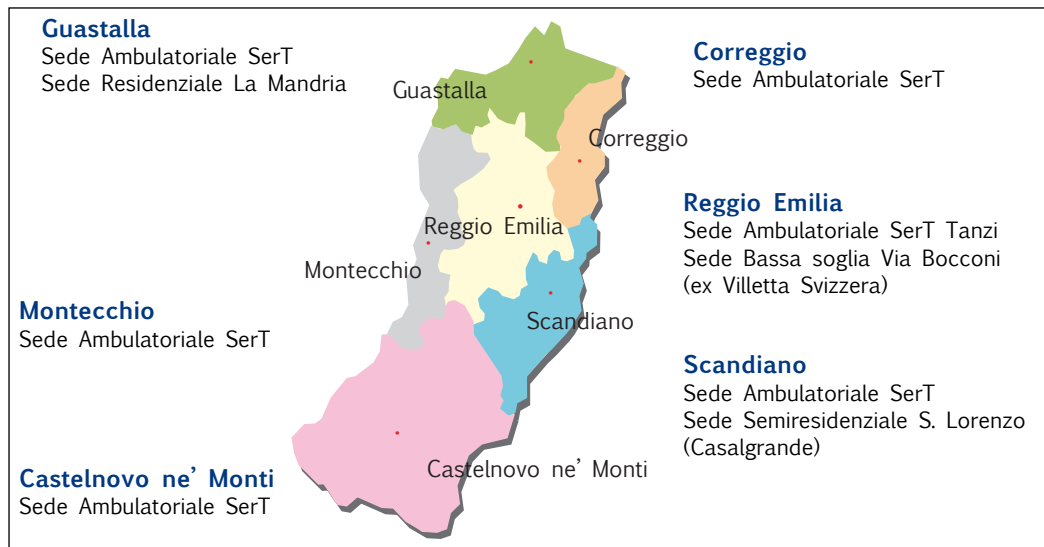 Guastalla
Sede Ambulatoriale SerT
Sede Residenziale La Mandria
Montecchio
Sede Ambulatoriale SerT
Castelnovo ne' Monti
Sede Ambulatoriale SerT
Guastalla
Correggio
Reggio Emilia
Montecchio
Scandiano
Castelnovo ne' Monti
Correggio
Sede Ambulatoriale SerT
Reggio Emilia
Sede Ambulatoriale SerT Tanzi
Sede Bassa soglia Via Bocconi
(ex Villetta Svizzera)
Scandiano
Sede Ambulatoriale SerT
Sede Semiresidenziale S. Lorenzo
(Casalgrande)